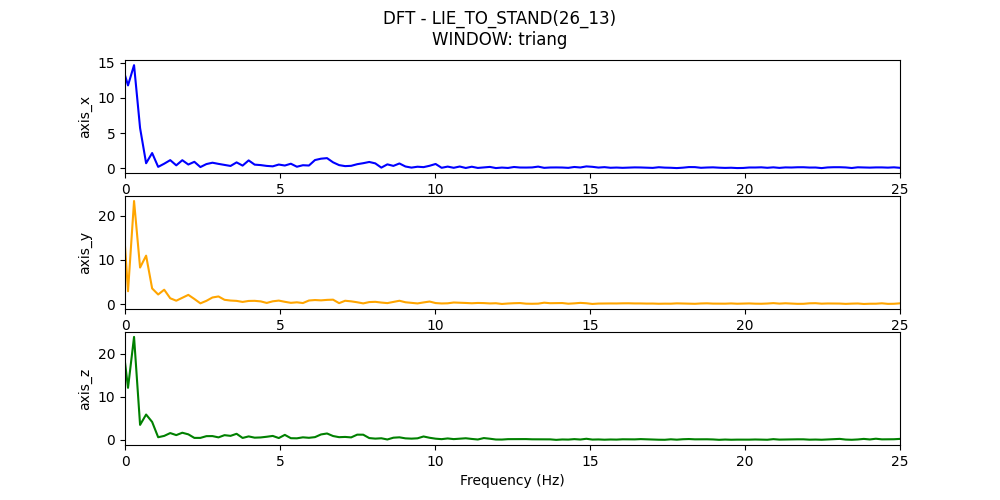 DFT - LIE_TO_STAND(26_13)
WINDOW: triang
15
10
5
0
axis_x
0 5 10 15 20 25
20
10
0
axis_y
0 5 10 15 20 25
20
10
0
axis_z
0 5 10 15 20 25
Frequency (Hz)